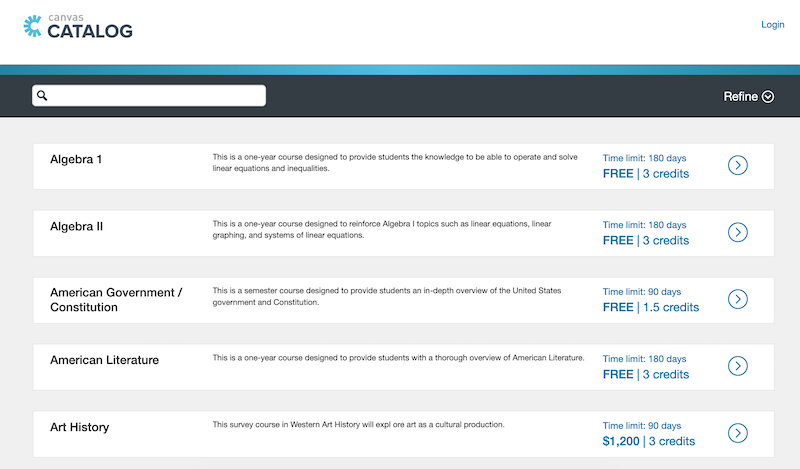 canvas
CATALOG
Login
Refine
Algebra 1
This is a one-year course designed to provide students the knowledge to be able to operate and solve
linear equations and inequalities.
Time limit: 180 days
FREE | 3 credits
Algebra II
This is a one-year course designed to reinforce Algebra I topics such as linear equations, linear
graphing, and systems of linear equations.
Time limit: 180 days
FREE | 3 credits
American Government /
Constitution
This is a semester course designed to provide students an in-depth overview of the United States
government and Constitution.
Time limit: 90 days
FREE | 1.5 credits
American Literature
This is a one-year course designed to provide students with a thorough overview of American Literature.
Time limit: 180 days
FREE | 3 credits
Art History
This survey course in Western Art History will expl ore art as a cultural production.
Time limit: 90 days
$1,200 | 3 credits